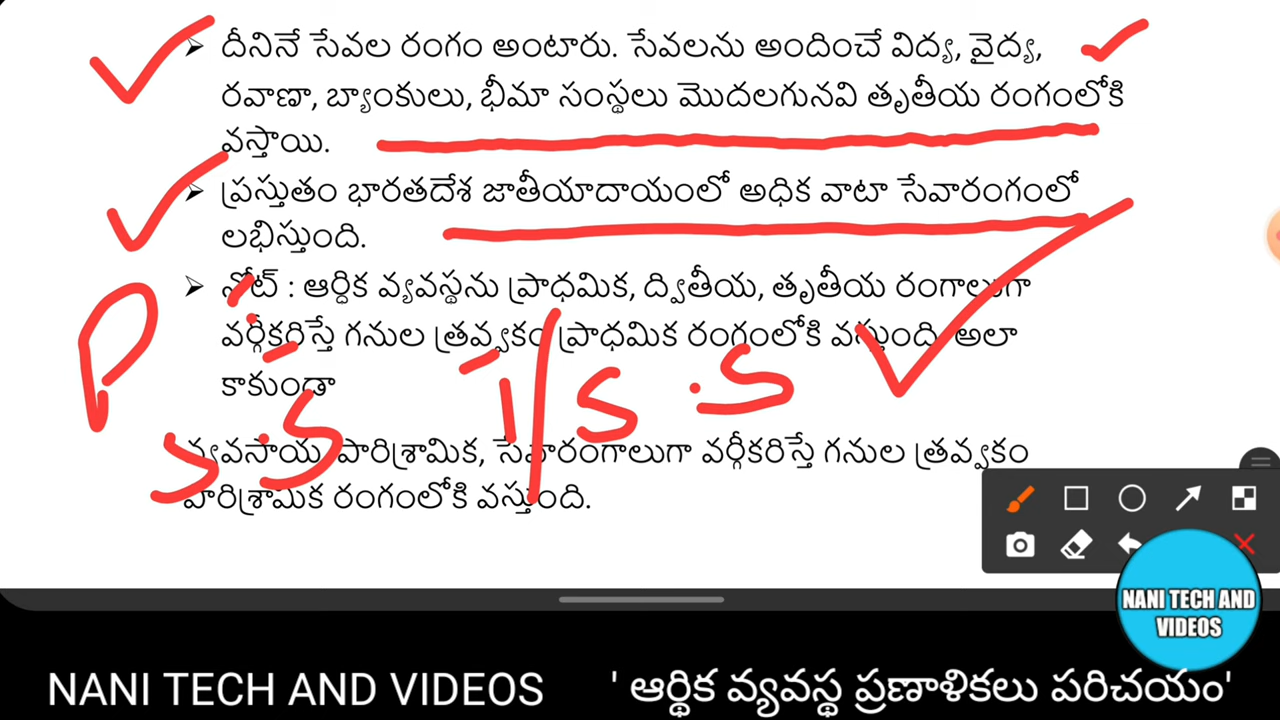 ➤ దీనినే సేవల రంగం అంటారు. సేవలను అందించే విద్య, వైద్య,
రవాణా, బ్యాంకులు, భీమా సంస్థలు మొదలగునవి తృతీయ రంగంలోకి
వస్తాయి.
➤ ప్రస్తుతం భారతదేశ జాతీయాదాయంలో అధిక వాటా సేవారంగంలో
లభిస్తుంది.
➤ నోట్ : ఆర్ధిక వ్యవస్థను ప్రాధమిక, ద్వితీయ, తృతీయ రంగాలుగా
వర్గీకరిస్తే గనుల త్రవ్వకం ప్రాధమిక రంగంలోకి వస్తుంది. అలా
కాకుండా
P S.S I/S.S
వ్యవసాయ, పారిశ్రామిక, సేవారంగాలుగా వర్గీకరిస్తే గనుల త్రవ్వకం
పారిశ్రామిక రంగంలోకి వస్తుంది.
NANI TECH AND
VIDEOS
NANI TECH AND VIDEOS ' ఆర్థిక వ్యవస్థ ప్రణాళికలు పరిచయం'